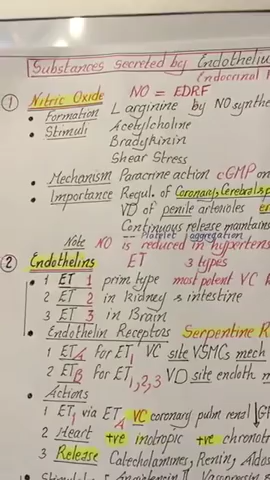 Substances secreted by Endothelium
Endocrinal
NO = EDRF
① Nitric Oxide
• Formation L arginine by NO synthe
• Stimuli Acetylcholine
Bradykinin
Shear Stress
• Mechanism Paracrine action cGMP on
• Importance Regul. of Coronary, Cerebral,
VD of penile arterioles
Continuous release maintains
-- Platelet aggregation
Note NO is reduced in hypertens
② Endothelins ET 3 types
1 ET 1 prim type most potent VC
2 ET 2 in kidney & intestine
3 ET 3 in Brain
• Endothelin Receptors Serpentine R
1 ETA for ET1 VC site VSMCs mech
2 ETB for ET1,2,3 VD site endoth m
• Actions
1 ET1 via ETA VC coronary pulm renal ↓G
2 Heart +ve inotropic +ve chronotr
3 Release Catecholamines, Renin, Aldos